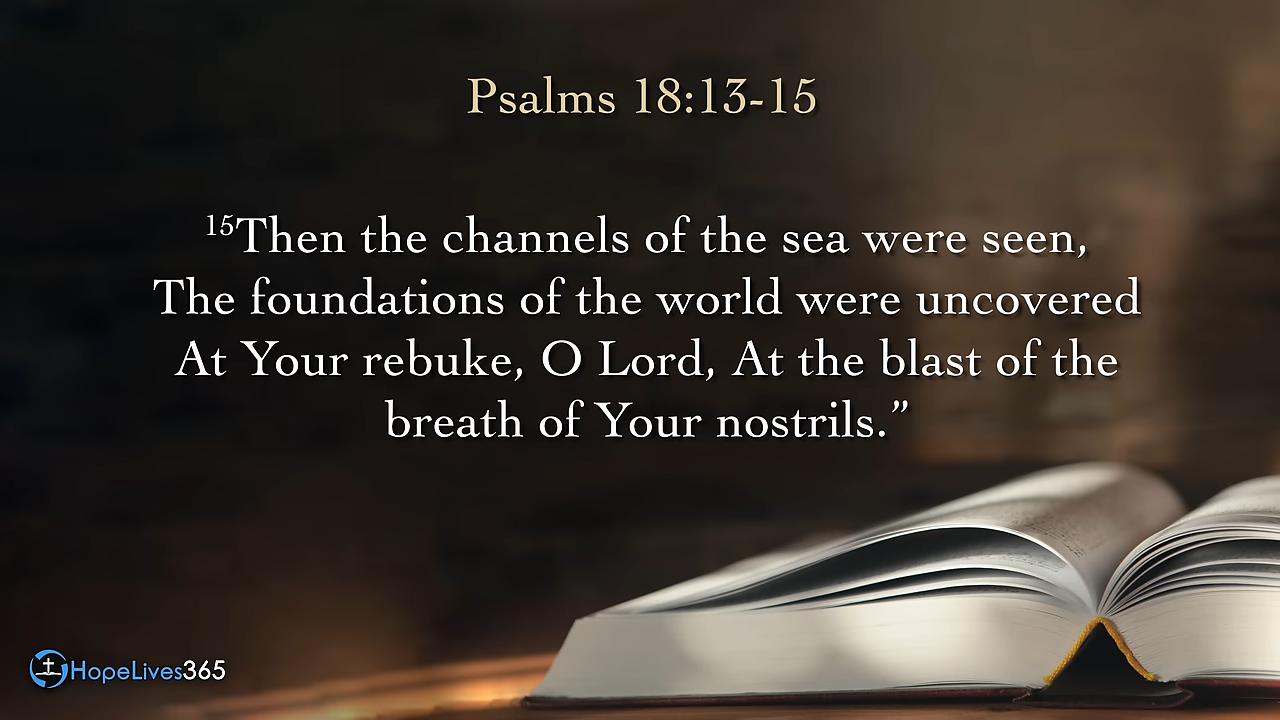 Psalms 18:13-15
¹⁵Then the channels of the sea were seen,
The foundations of the world were uncovered
At Your rebuke, O Lord, At the blast of the
breath of Your nostrils.”
HopeLives365